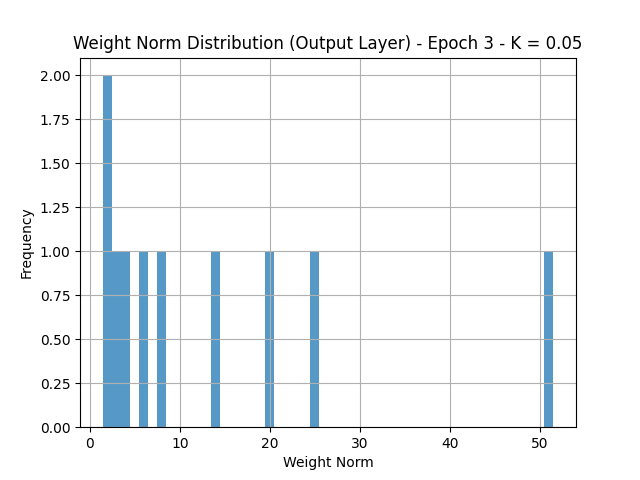 Weight Norm Distribution (Output Layer) - Epoch 3 - K = 0.05
2.00
1.75
1.50
1.25
1.00
0.75
0.50
0.25
0.00
Frequency
0 10 20 30 40 50
Weight Norm